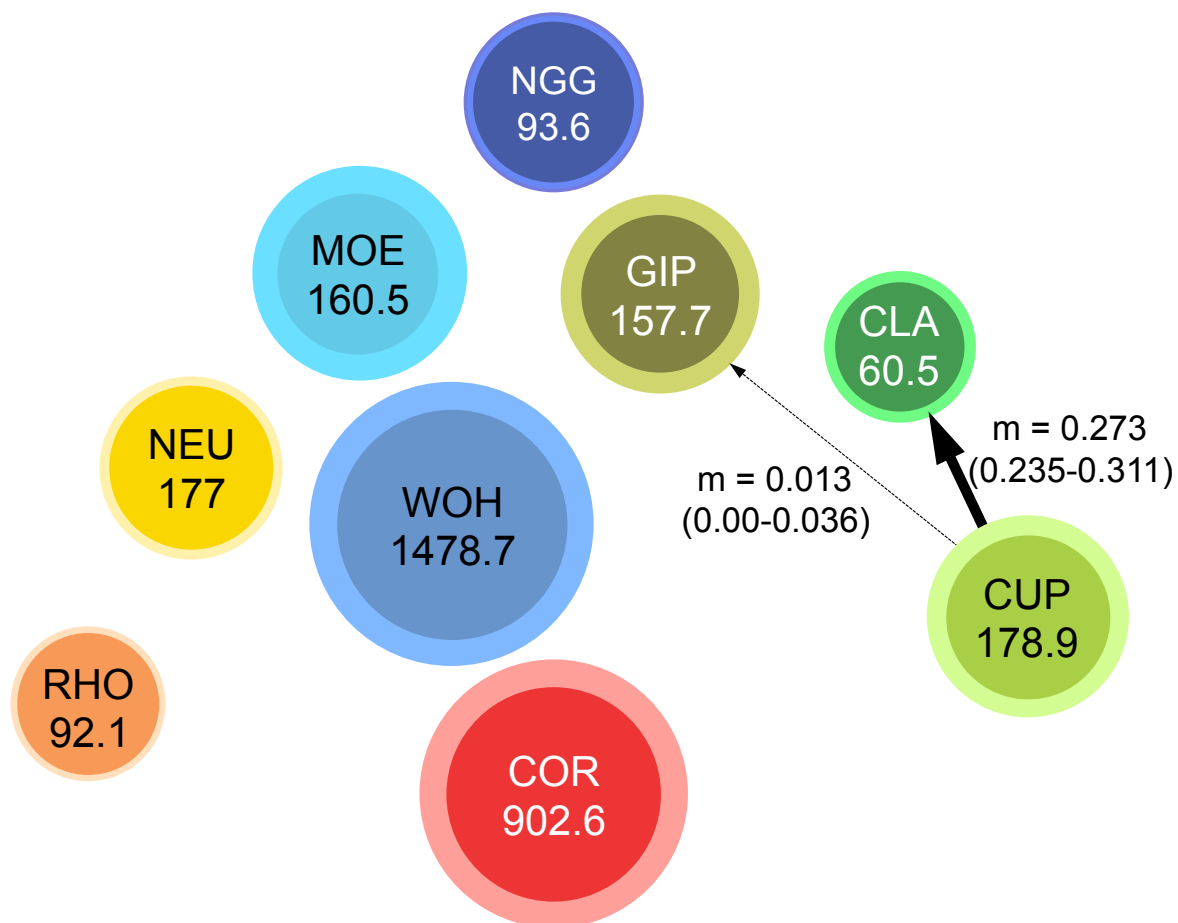 NGG
93.6
MOE
160.5
GIP
157.7
CLA
60.5
NEU
177
WOH
1478.7
m = 0.013
(0.00-0.036)
m = 0.273
(0.235-0.311)
CUP
178.9
RHO
92.1
COR
902.6